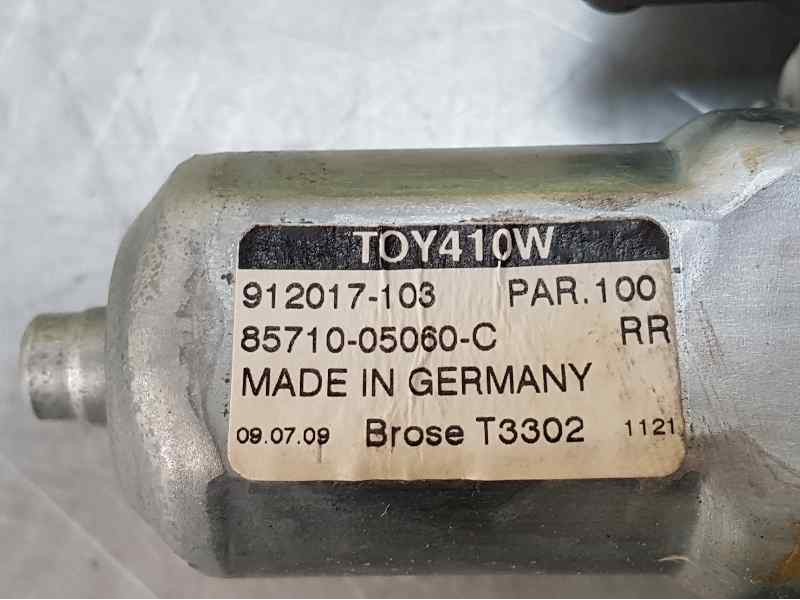 TOY410W
912017-103 PAR.100
85710-05060-C RR
MADE IN GERMANY
09.07.09 Brose T3302 1121